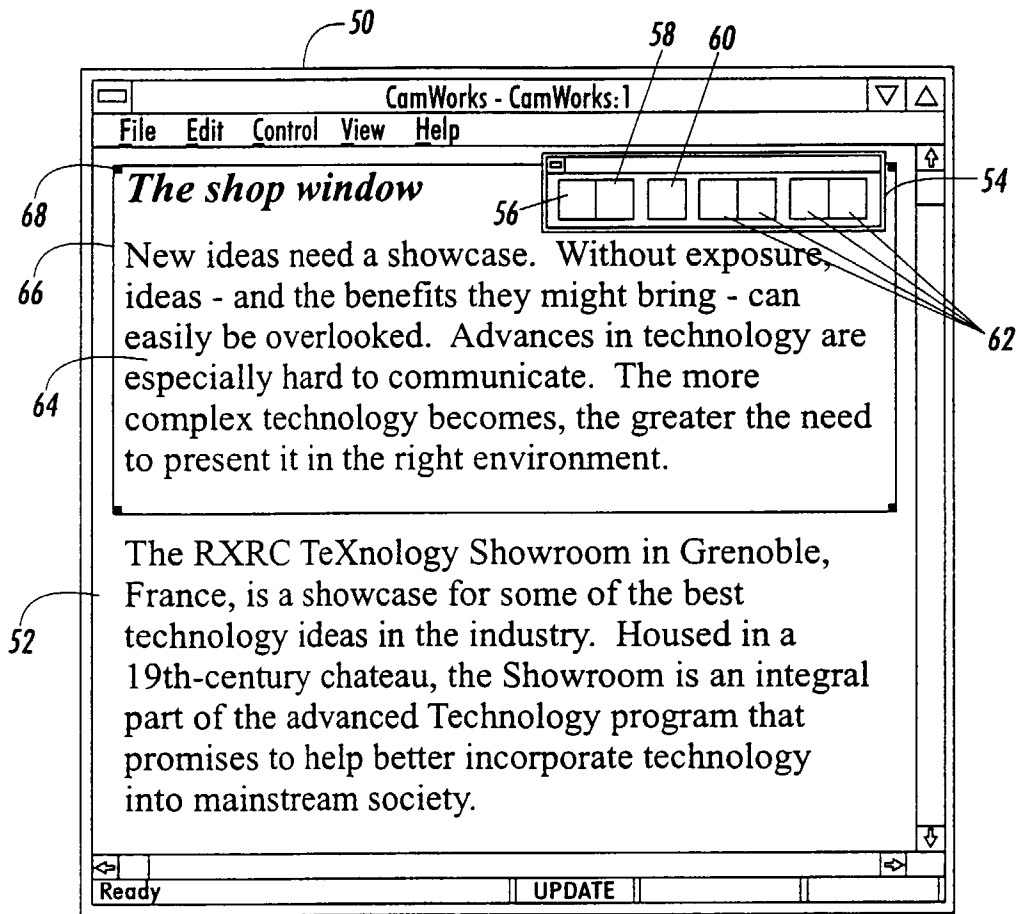 50
58
60
CamWorks - CamWorks:1
File Edit Control View Help
68
The shop window
56
54
66
New ideas need a showcase. Without exposure,
ideas - and the benefits they might bring - can
easily be overlooked. Advances in technology are
62
64
especially hard to communicate. The more
complex technology becomes, the greater the need
to present it in the right environment.
The RXRC TeXnology Showroom in Grenoble,
52
France, is a showcase for some of the best
technology ideas in the industry. Housed in a
19th-century chateau, the Showroom is an integral
part of the advanced Technology program that
promises to help better incorporate technology
into mainstream society.
Ready UPDATE